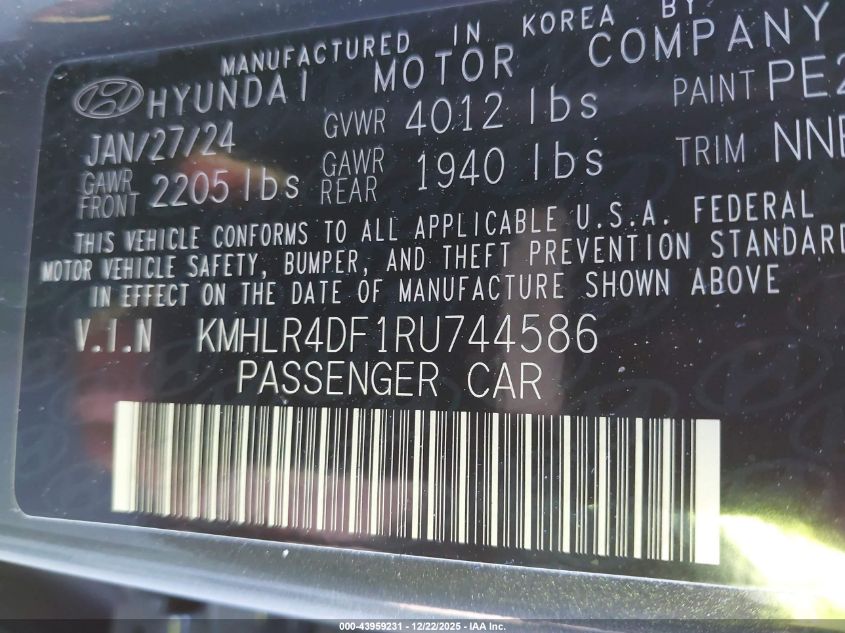 MANUFACTURED IN KOREA BY
HYUNDAI MOTOR COMPANY
JAN/27/24 GVWR 4012 lbs PAINT
GAWR FRONT 2205 lbs GAWR REAR 1940 lbs TRIM
THIS VEHICLE CONFORMS TO ALL APPLICABLE U.S.A. FEDERAL
MOTOR VEHICLE SAFETY, BUMPER, AND THEFT PREVENTION STANDARD
IN EFFECT ON THE DATE OF MANUFACTURE SHOWN ABOVE
V.I.N KMHLR4DF1RU744586
PASSENGER CAR
000-43959231 - 12/22/2025 - IAA Inc.